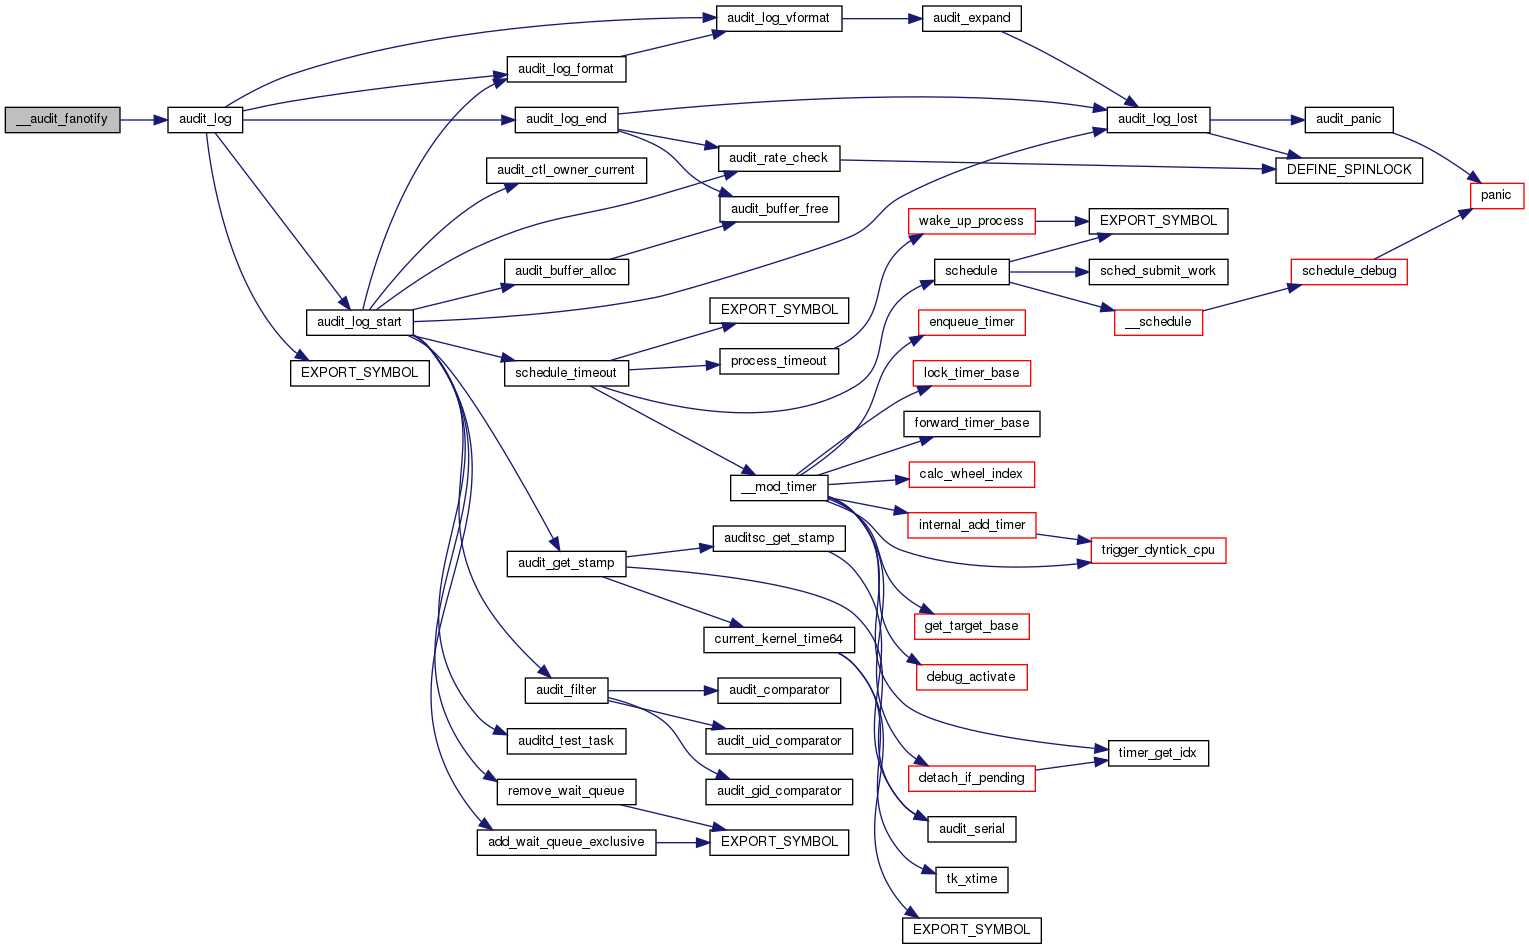 audit_log_vformat
audit_expand
audit_log_format
__audit_fanotify
audit_log
audit_log_end
audit_log_lost
audit_panic
audit_rate_check
DEFINE_SPINLOCK
audit_ctl_owner_current
panic
audit_buffer_free
wake_up_process
EXPORT_SYMBOL
audit_buffer_alloc
schedule
sched_submit_work
schedule_debug
audit_log_start
EXPORT_SYMBOL
enqueue_timer
__schedule
EXPORT_SYMBOL
schedule_timeout
process_timeout
lock_timer_base
forward_timer_base
__mod_timer
calc_wheel_index
internal_add_timer
auditsc_get_stamp
trigger_dyntick_cpu
audit_get_stamp
get_target_base
current_kernel_time64
debug_activate
audit_filter
audit_comparator
auditd_test_task
audit_uid_comparator
timer_get_idx
detach_if_pending
remove_wait_queue
audit_gid_comparator
audit_serial
add_wait_queue_exclusive
EXPORT_SYMBOL
tk_xtime
EXPORT_SYMBOL